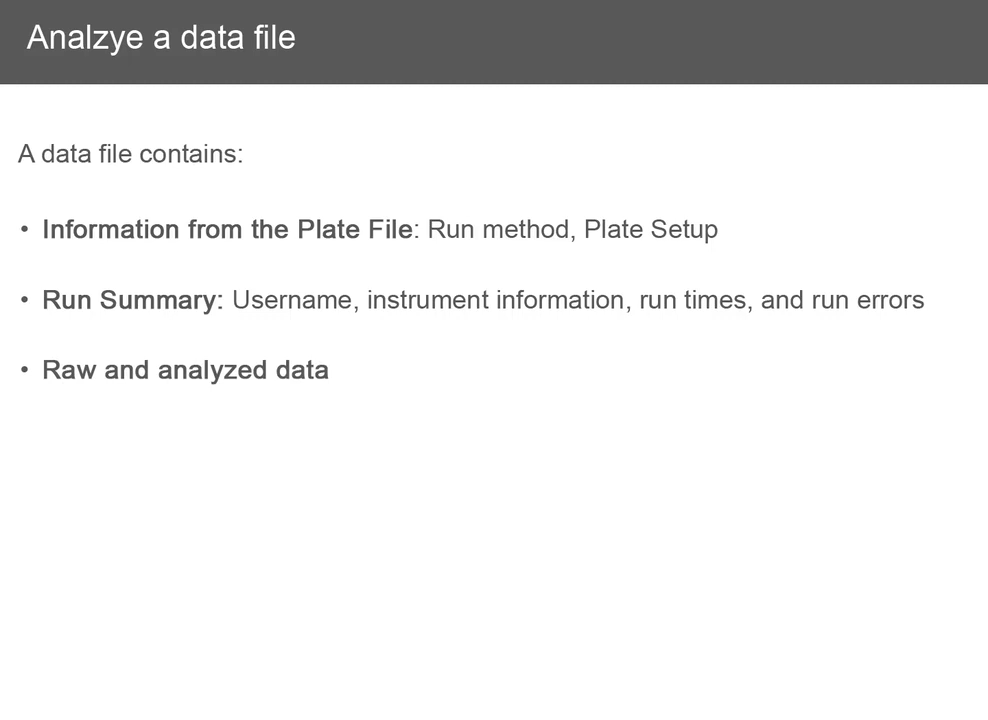 Analzye a data file
A data file contains:
• Information from the Plate File: Run method, Plate Setup
• Run Summary: Username, instrument information, run times, and run errors
• Raw and analyzed data